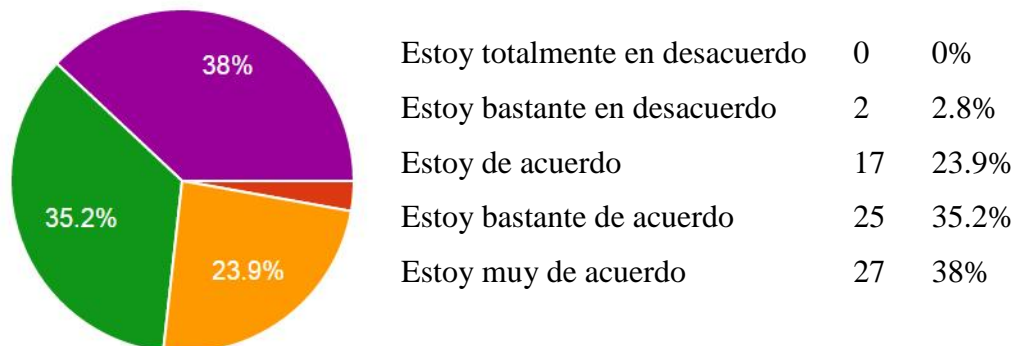 38%
35.2%
23.9%
Estoy totalmente en desacuerdo 0 0%
Estoy bastante en desacuerdo 2 2.8%
Estoy de acuerdo 17 23.9%
Estoy bastante de acuerdo 25 35.2%
Estoy muy de acuerdo 27 38%